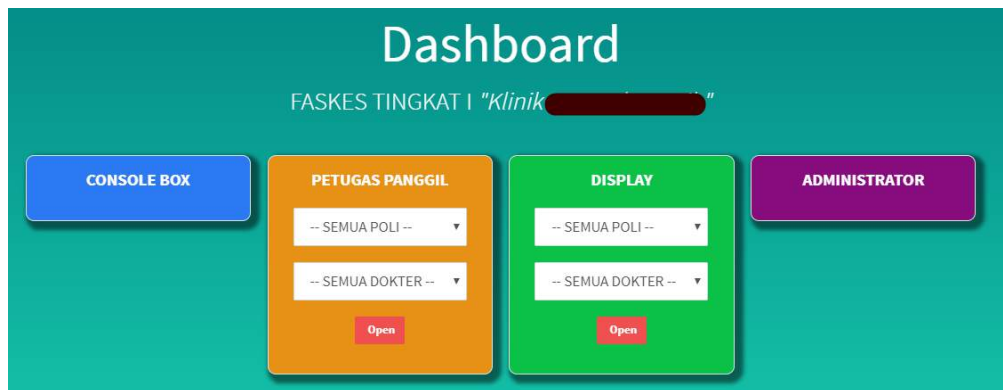 Dashboard
FASKES TINGKAT I "Klinik "
CONSOLE BOX
PETUGAS PANGGIL
-- SEMUA POLI --
-- SEMUA DOKTER --
Open
DISPLAY
-- SEMUA POLI --
-- SEMUA DOKTER --
Open
ADMINISTRATOR